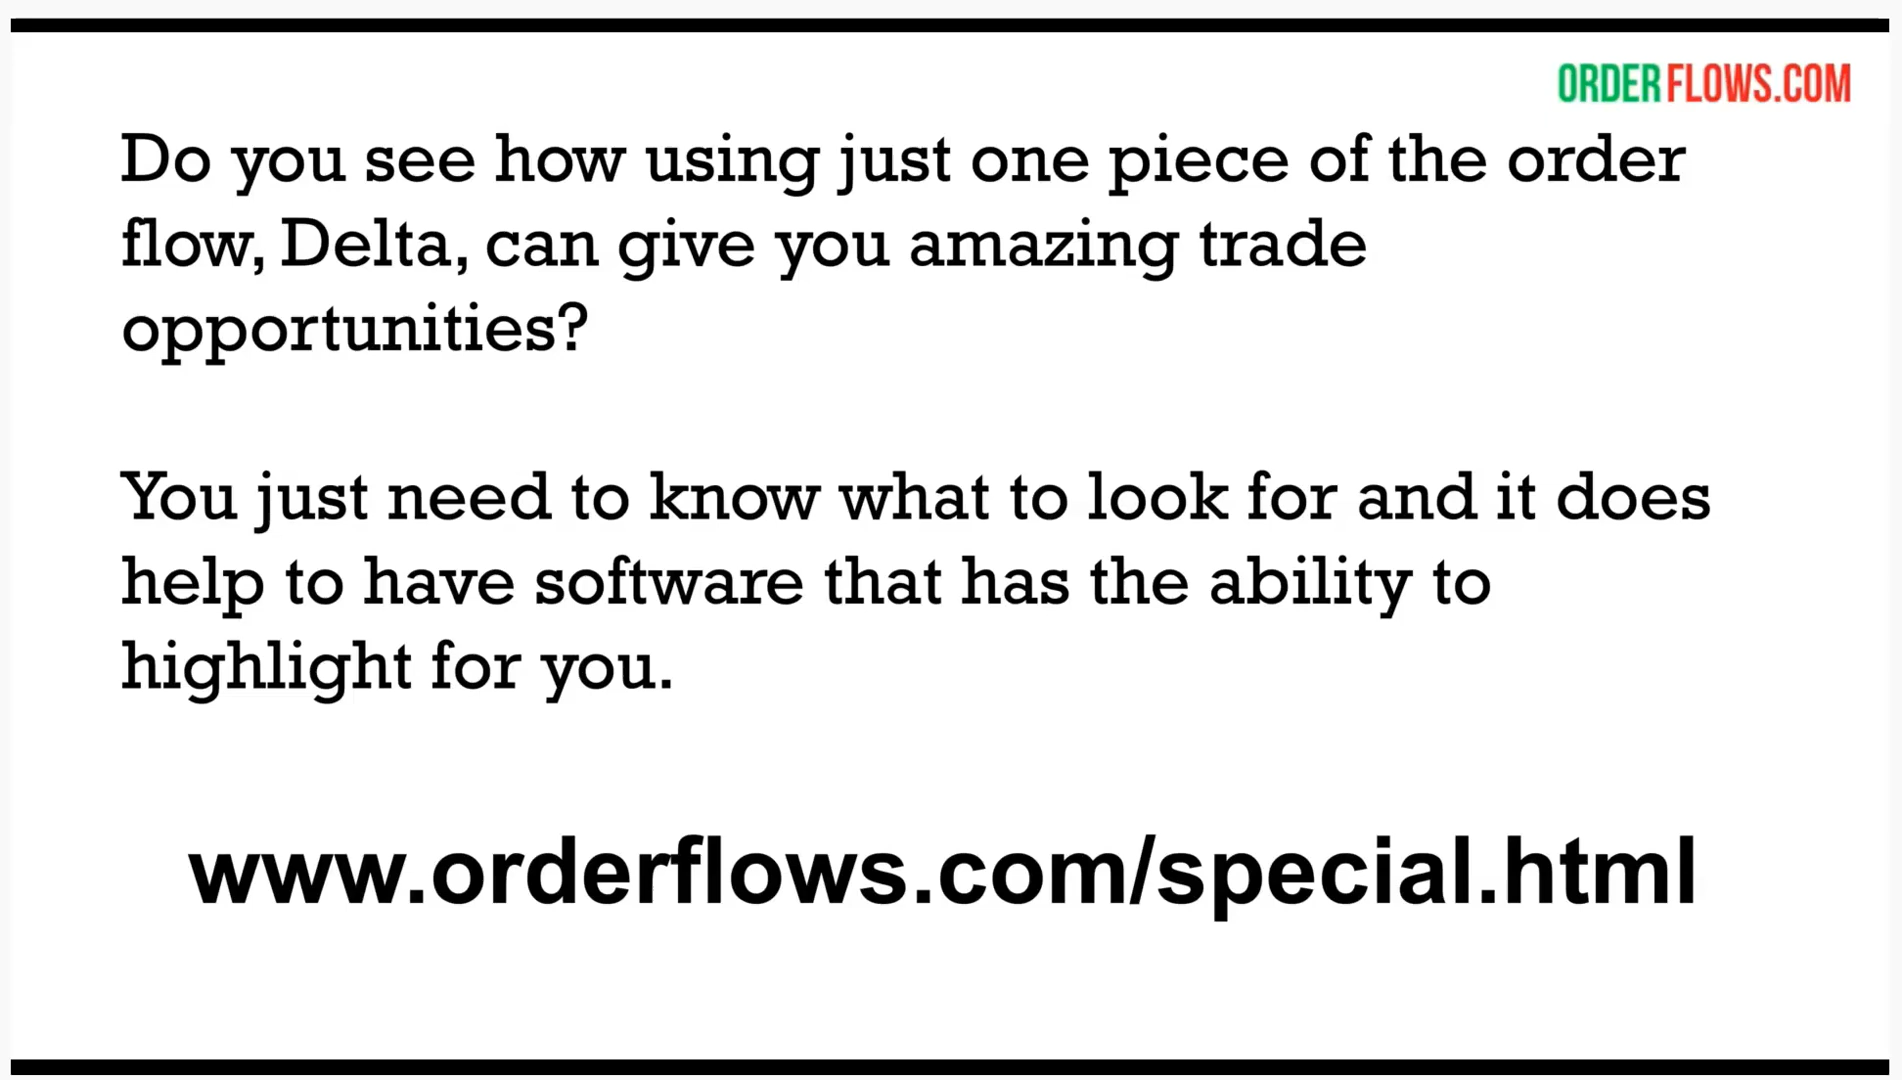 ORDERFLOWS.COM
Do you see how using just one piece of the order
flow, Delta, can give you amazing trade
opportunities?
You just need to know what to look for and it does
help to have software that has the ability to
highlight for you.
www.orderflows.com/special.html